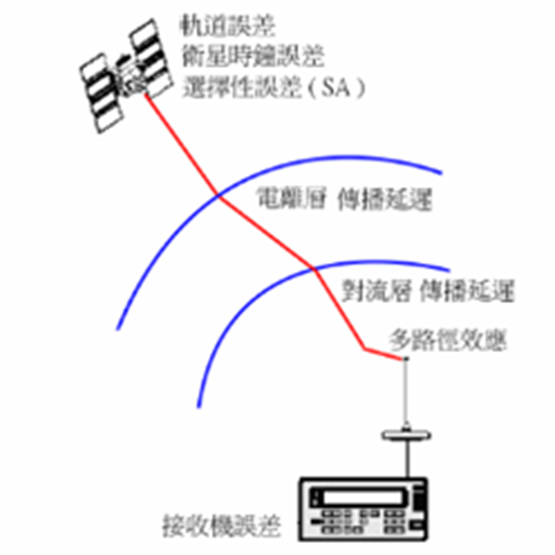 軌道誤差
衛星時鐘誤差
選擇性誤差 ( SA )
電離層 傳播延遲
對流層 傳播延遲
多路徑效應
接收機誤差